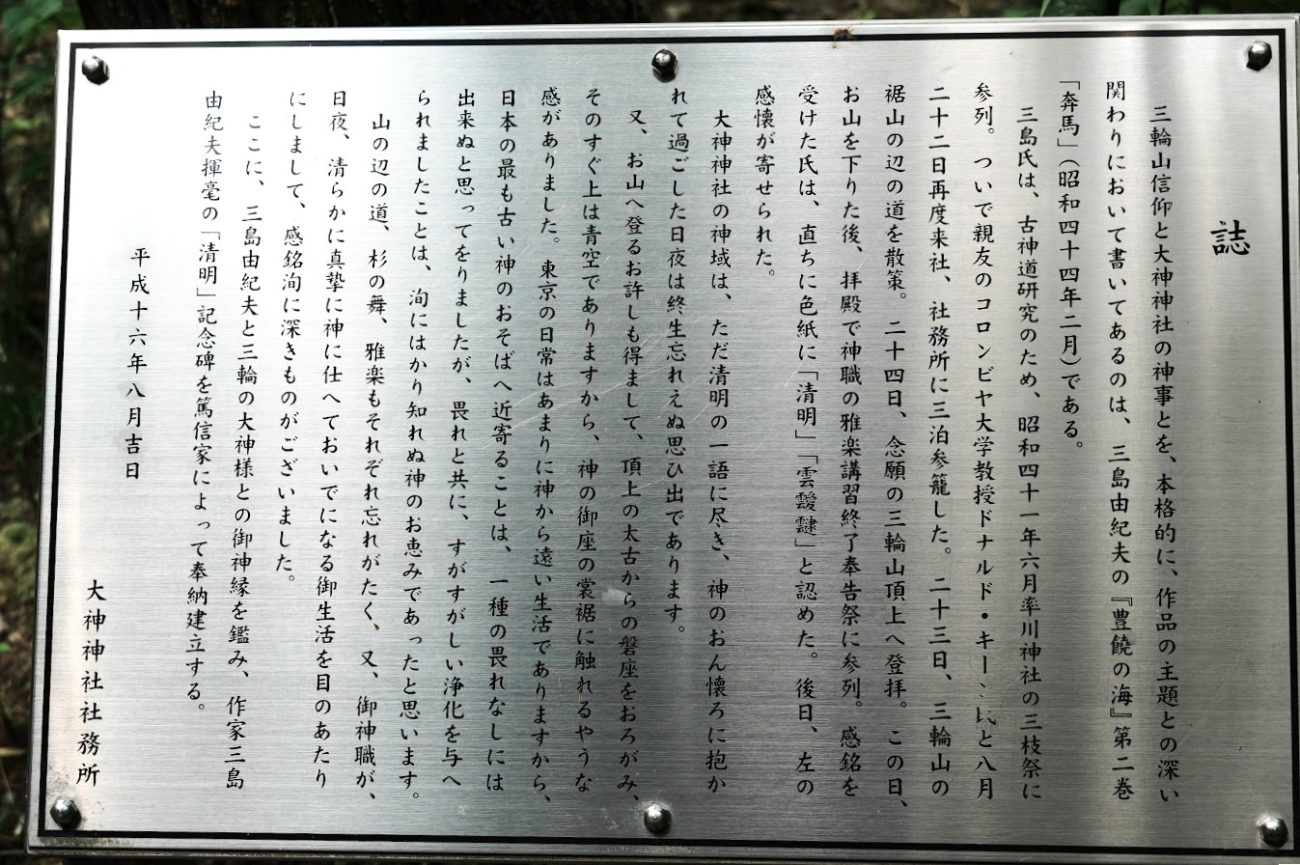 誌
三輪山信仰と大神神社の神事とを、本格的に、作品の主題との深い
関わりにおいて書いてあるのは、三島由紀夫の『豊饒の海』第二巻
「奔馬」（昭和四十四年二月）である。
三島氏は、古神道研究のため、昭和四十一年六月率川神社の三枝祭に
参列。ついで親友のコロンビヤ大学教授ドナルド・キーン氏と八月
二十二日再度来社、社務所に三泊参籠した。二十三日、三輪山の
裾山の辺の道を散策。二十四日、念願の三輪山頂上へ登拝。この日、
お山を下りた後、拝殿で神職の雅楽講習終了奉告祭に参列。感銘を
受けた氏は、直ちに色紙に「清明」「雲靉靆」と認めた。後日、左の
感懐が寄せられた。
大神神社の神域は、ただ清明の一語に尽き、神のおん懐ろに抱か
れて過ごした日夜は終生忘れえぬ思ひ出であります。
又、お山へ登るお許しも得まして、頂上の太古からの磐座をおろがみ、
そのすぐ上は青空でありますから、神の御座の裳裾に触れるやうな
感がありました。東京の日常はあまりに神から遠い生活でありますから、
日本の最も古い神のおそばへ近寄ることは、一種の畏れなしには
出来ぬと思ってをりましたが、畏れと共に、すがすがしい浄化を与へ
られましたことは、洵にはかり知れぬ神のお恵みであったと思います。
山の辺の道、杉の舞、雅楽もそれぞれ忘れがたく、又、御神職が、
日夜、清らかに真摯に神に仕へておいでになる御生活を目のあたり
にしまして、感銘洵に深きものがございました。
ここに、三島由紀夫と三輪の大神様との御神縁を鑑み、作家三島
由紀夫揮毫の「清明」記念碑を篤信家によって奉納建立する。
平成十六年八月吉日
大神神社社務所